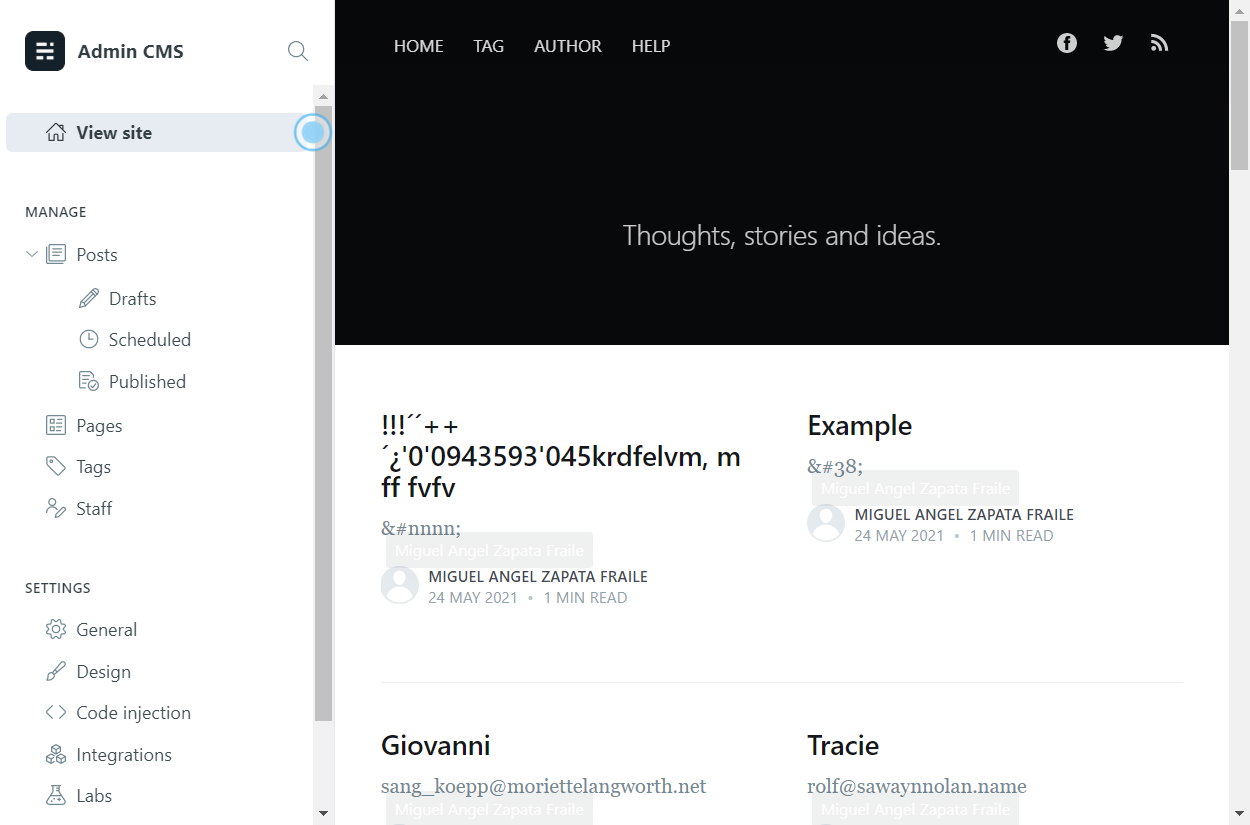 Admin CMS
View site
MANAGE
Posts
Drafts
Scheduled
Published
Pages
Tags
Staff
SETTINGS
General
Design
Code injection
Integrations
Labs
HOME TAG AUTHOR HELP
Thoughts, stories and ideas.
!!!´´++
´¿'0'0943593'045krdfelvm, m
ff fvfv
&#nnnn;
Miguel Angel Zapata Fraile
MIGUEL ANGEL ZAPATA FRAILE
24 MAY 2021 • 1 MIN READ
Example
&#38;
Miguel Angel Zapata Fraile
MIGUEL ANGEL ZAPATA FRAILE
24 MAY 2021 • 1 MIN READ
Giovanni
sang_koepp@moriettelangworth.net
Miguel Angel Zapata Fraile
Tracie
rolf@sawaynnolan.name
Miguel Angel Zapata Fraile